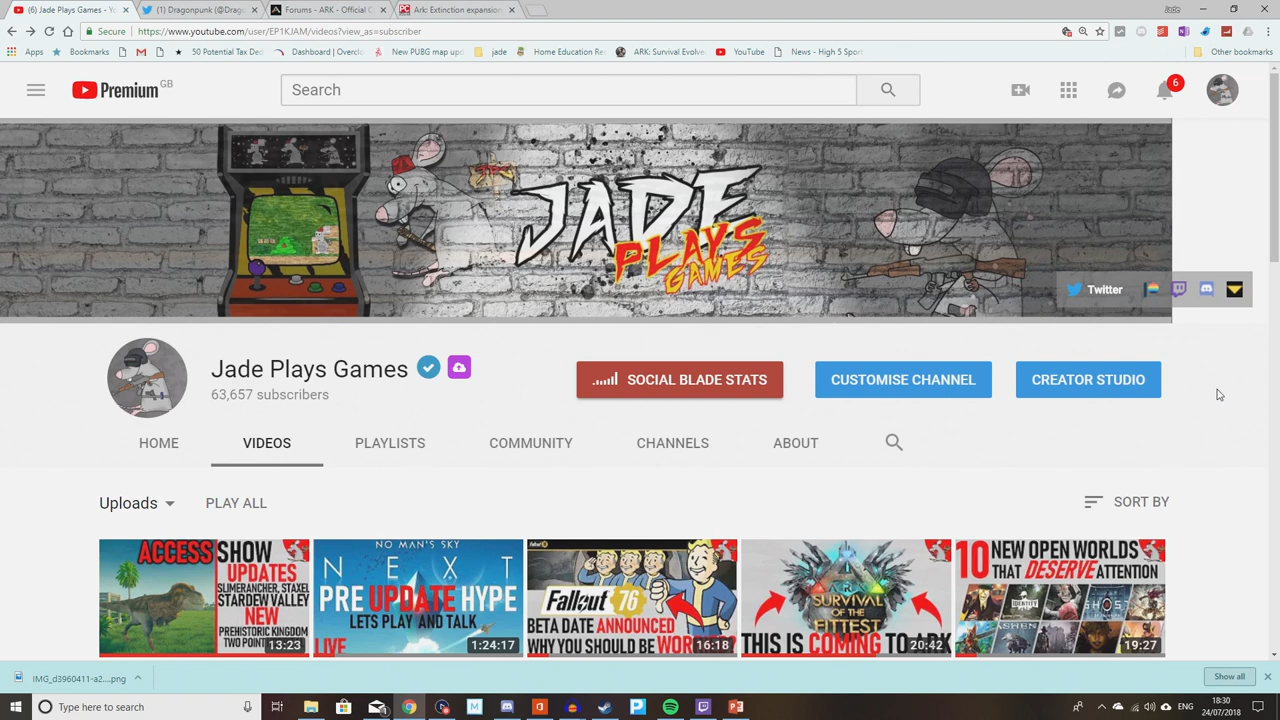 (6) Jade Plays Games - Yo
(1) Dragonpunk (@Drago
Forums - ARK - Official C
Ark: Extinction expansion
Jade
Secure
https://www.youtube.com/user/EP1KJAM/videos?view_as=subscriber
Apps
Bookmarks
50 Potential Tax Ded
Dashboard | Overclo
New PUBG map upd
jade
Home Education Res
ARK: Survival Evolve
YouTube
News - High 5 Sport
Other bookmarks
Premium GB
Search
6
JADE
PLAYS
GAMES
Twitter
Jade Plays Games
63,657 subscribers
SOCIAL BLADE STATS
CUSTOMISE CHANNEL
CREATOR STUDIO
HOME
VIDEOS
PLAYLISTS
COMMUNITY
CHANNELS
ABOUT
Uploads
PLAY ALL
SORT BY
ACCESS
SHOW
UPDATES
SLIMERANCHER, STAXEL
STARDEW VALLEY
NEW
PREHISTORIC KINGDOM
TWO POINT
13:23
NO MAN'S SKY
NEXT
PRE UPDATE HYPE
LETS PLAY AND TALK
LIVE
1:24:17
Fallout 76
BETA DATE ANNOUNCED
WHY YOU SHOULD BE WOR
16:18
SURVIVAL
OF THE
FITTEST
THIS IS COMING TO ARK
20:42
10 NEW OPEN WORLDS
THAT DESERVE ATTENTION
IDENTITY
GHOST
ASHEN
19:27
IMG_d3960411-a2....png
Show all
Type here to search
18:30
24/07/2018